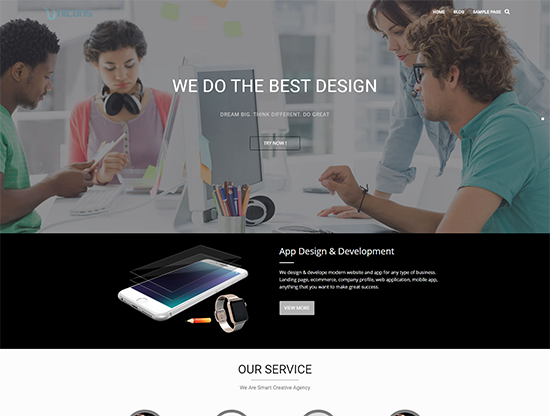 HOME BLOG SAMPLE PAGE
WE DO THE BEST DESIGN
DREAM BIG. THINK DIFFERENT. DO GREAT
TRY NOW !
App Design & Development
We design & develope modern website and app for any type of business.
Landing page, ecommerce, company profile, web application, mobile app,
anything that you want to make great success.
VIEW MORE
OUR SERVICE
We Are Smart Creative Agency